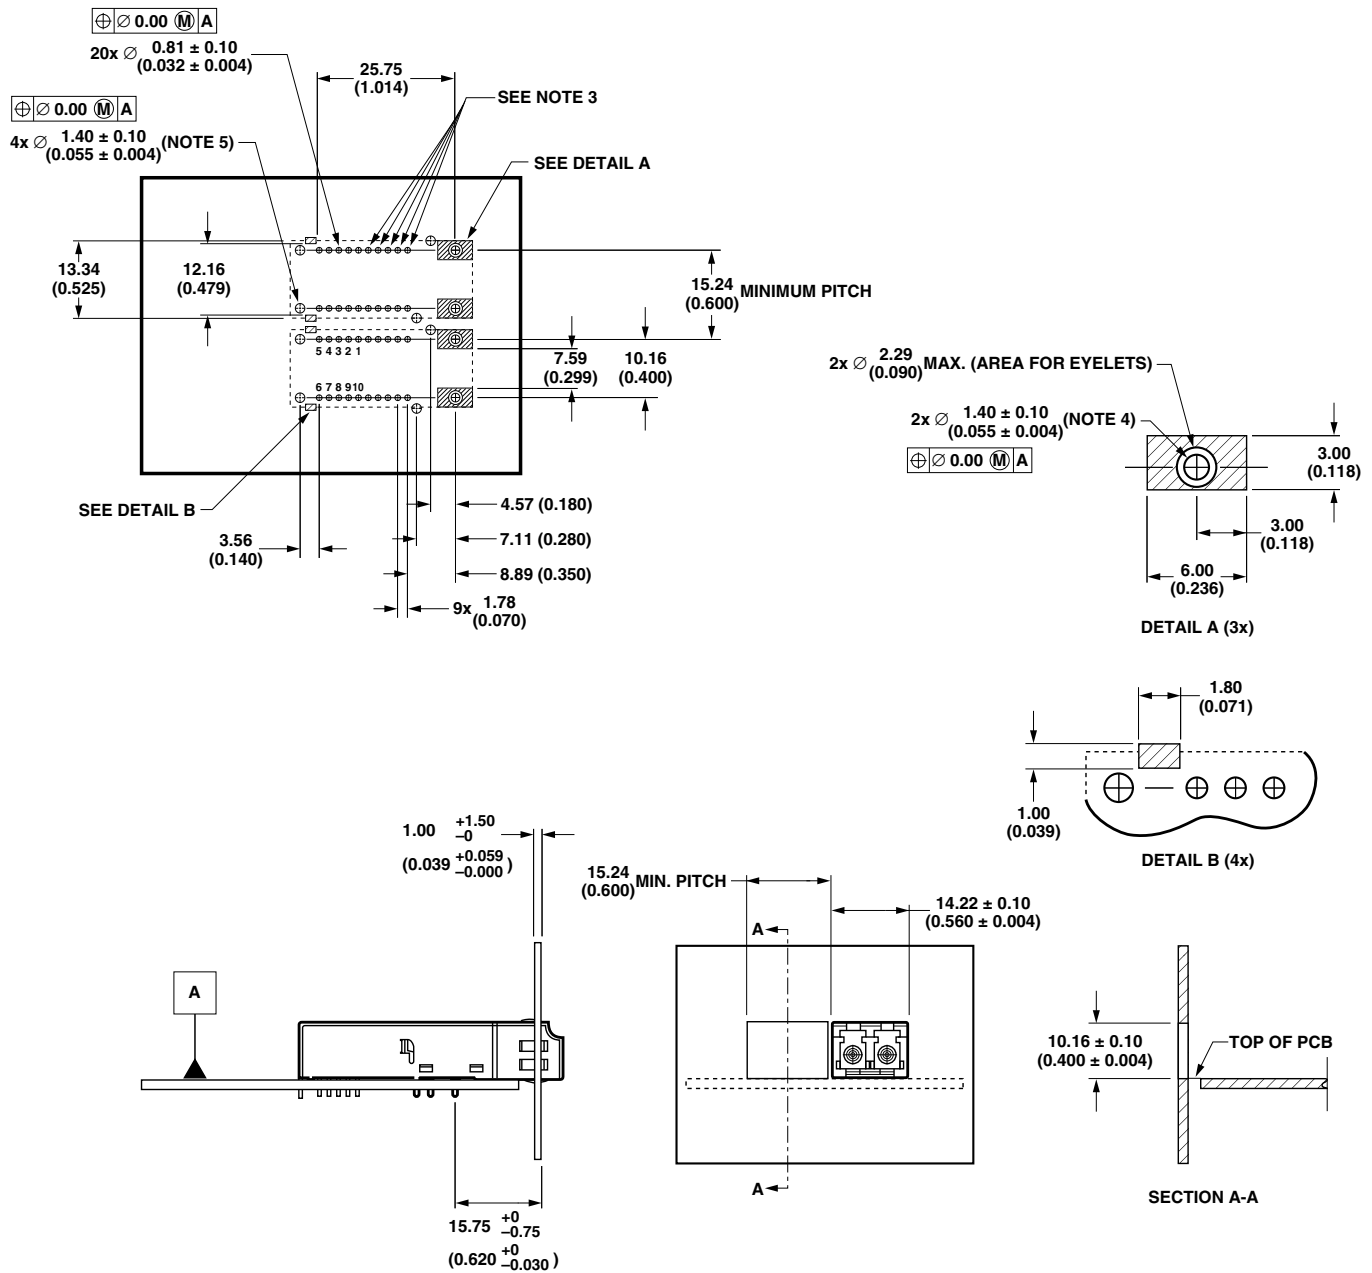 ⌖ ∅ 0.00 Ⓜ A
20x ∅ 0.81 ± 0.10
(0.032 ± 0.004)
25.75
(1.014)
SEE NOTE 3
⌖ ∅ 0.00 Ⓜ A
4x ∅ 1.40 ± 0.10 (NOTE 5)
(0.055 ± 0.004)
SEE DETAIL A
13.34
(0.525)
12.16
(0.479)
15.24
(0.600) MINIMUM PITCH
5 4 3 2 1
6 7 8 9 10
7.59
(0.299)
10.16
(0.400)
SEE DETAIL B
3.56
(0.140)
4.57 (0.180)
7.11 (0.280)
8.89 (0.350)
9x 1.78
(0.070)
2x ∅ 2.29 MAX. (AREA FOR EYELETS)
(0.090)
2x ∅ 1.40 ± 0.10 (NOTE 4)
(0.055 ± 0.004)
⌖ ∅ 0.00 Ⓜ A
3.00
(0.118)
3.00
(0.118)
6.00
(0.236)
DETAIL A (3x)
1.80
(0.071)
1.00
(0.039)
DETAIL B (4x)
1.00 +1.50
–0
(0.039 +0.059
–0.000 )
A
15.75 +0
–0.75
(0.620 +0
–0.030 )
15.24
(0.600) MIN. PITCH
14.22 ± 0.10
(0.560 ± 0.004)
A
A
10.16 ± 0.10
(0.400 ± 0.004)
TOP OF PCB
SECTION A-A